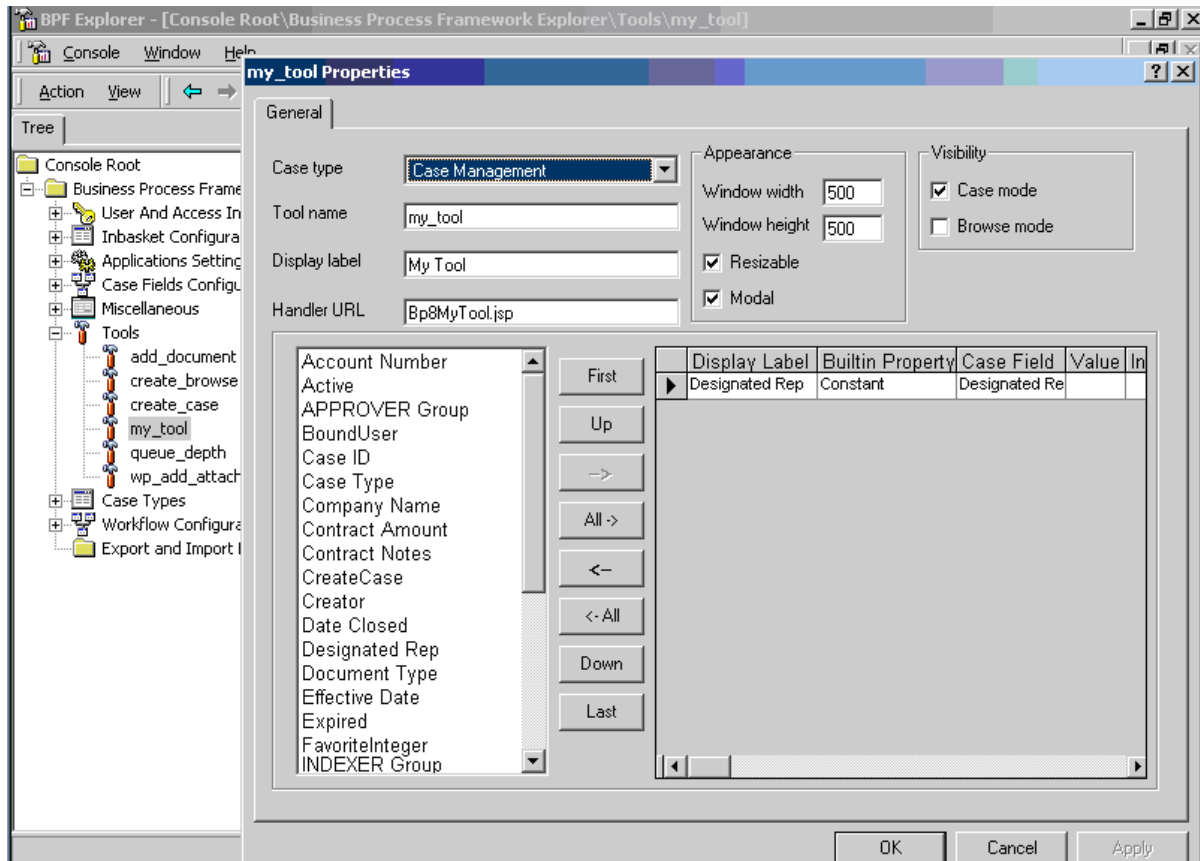 BPF Explorer - [Console Root\Business Process Framework Explorer\Tools\my_tool]
Console Window Help
Action View
Tree
Console Root
Business Process Frame
User And Access In
Inbasket Configura
Applications Setting
Case Fields Configu
Miscellaneous
Tools
add_document
create_browse
create_case
my_tool
queue_depth
wp_add_attach
Case Types
Workflow Configura
Export and Import
my_tool Properties
General
Case type Case Management
Tool name my_tool
Display label My Tool
Handler URL Bp8MyTool.jsp
Appearance
Window width 500
Window height 500
Resizable
Modal
Visibility
Case mode
Browse mode
Account Number
Active
APPROVER Group
BoundUser
Case ID
Case Type
Company Name
Contract Amount
Contract Notes
CreateCase
Creator
Date Closed
Designated Rep
Document Type
Effective Date
Expired
FavoriteInteger
INDEXER Group
First
Up
-->
All ->
<--
<- All
Down
Last
Display Label Builtin Property Case Field Value In
Designated Rep Constant Designated Re
OK Cancel Apply